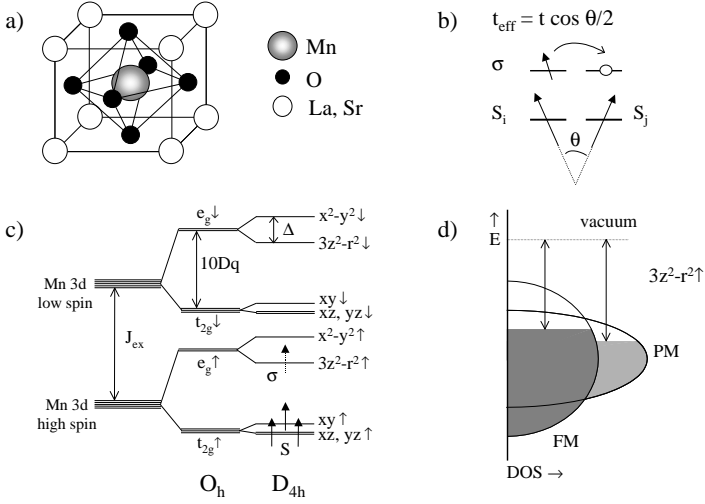 a)
Mn
O
La, Sr
b)
t_eff = t cos θ/2
σ
S_i
S_j
θ
c)
Mn 3d
low spin
J_ex
Mn 3d
high spin
e_g↓
10Dq
t_2g↓
e_g↑
t_2g↑
x²-y²↓
Δ
3z²-r²↓
xy↓
xz, yz↓
x²-y²↑
σ
3z²-r²↑
xy↑
xz, yz↑
S
O_h
D_4h
d)
↑
E
vacuum
3z²-r²↑
PM
FM
DOS →